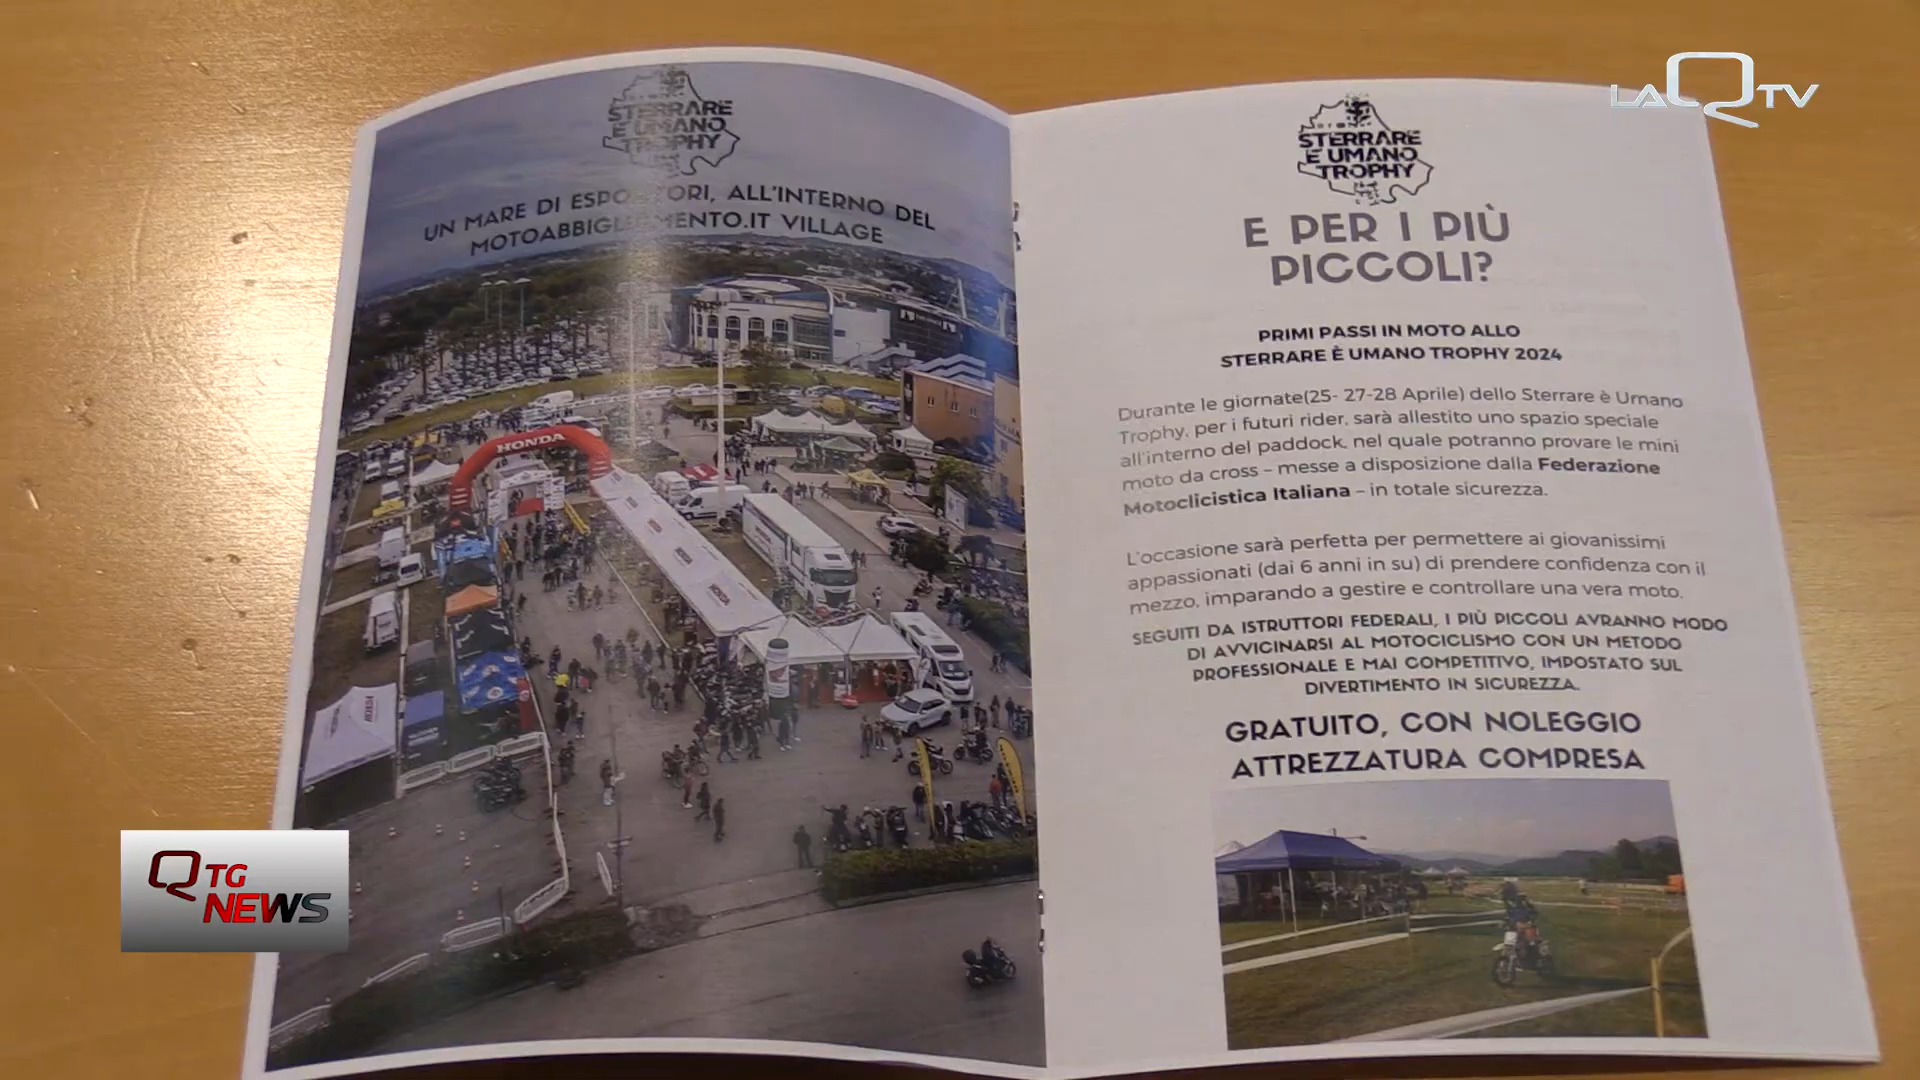 LAQTV
STERRARE
È UMANO
TROPHY
UN MARE DI ESPOSITORI, ALL'INTERNO DEL
MOTOABBIGLIAMENTO.IT VILLAGE
HONDA
STERRARE
È UMANO
TROPHY
E PER I PIÙ
PICCOLI?
PRIMI PASSI IN MOTO ALLO
STERRARE È UMANO TROPHY 2024
Durante le giornate(25- 27-28 Aprile) dello Sterrare è Umano
Trophy, per i futuri rider, sarà allestito uno spazio speciale
all'interno del paddock, nel quale potranno provare le mini
moto da cross – messe a disposizione dalla Federazione
Motoclicistica Italiana – in totale sicurezza.
L'occasione sarà perfetta per permettere ai giovanissimi
appassionati (dai 6 anni in su) di prendere confidenza con il
mezzo, imparando a gestire e controllare una vera moto.
SEGUITI DA ISTRUTTORI FEDERALI, I PIÙ PICCOLI AVRANNO MODO
DI AVVICINARSI AL MOTOCICLISMO CON UN METODO
PROFESSIONALE E MAI COMPETITIVO, IMPOSTATO SUL
DIVERTIMENTO IN SICUREZZA.
GRATUITO, CON NOLEGGIO
ATTREZZATURA COMPRESA
Q TG
NEWS